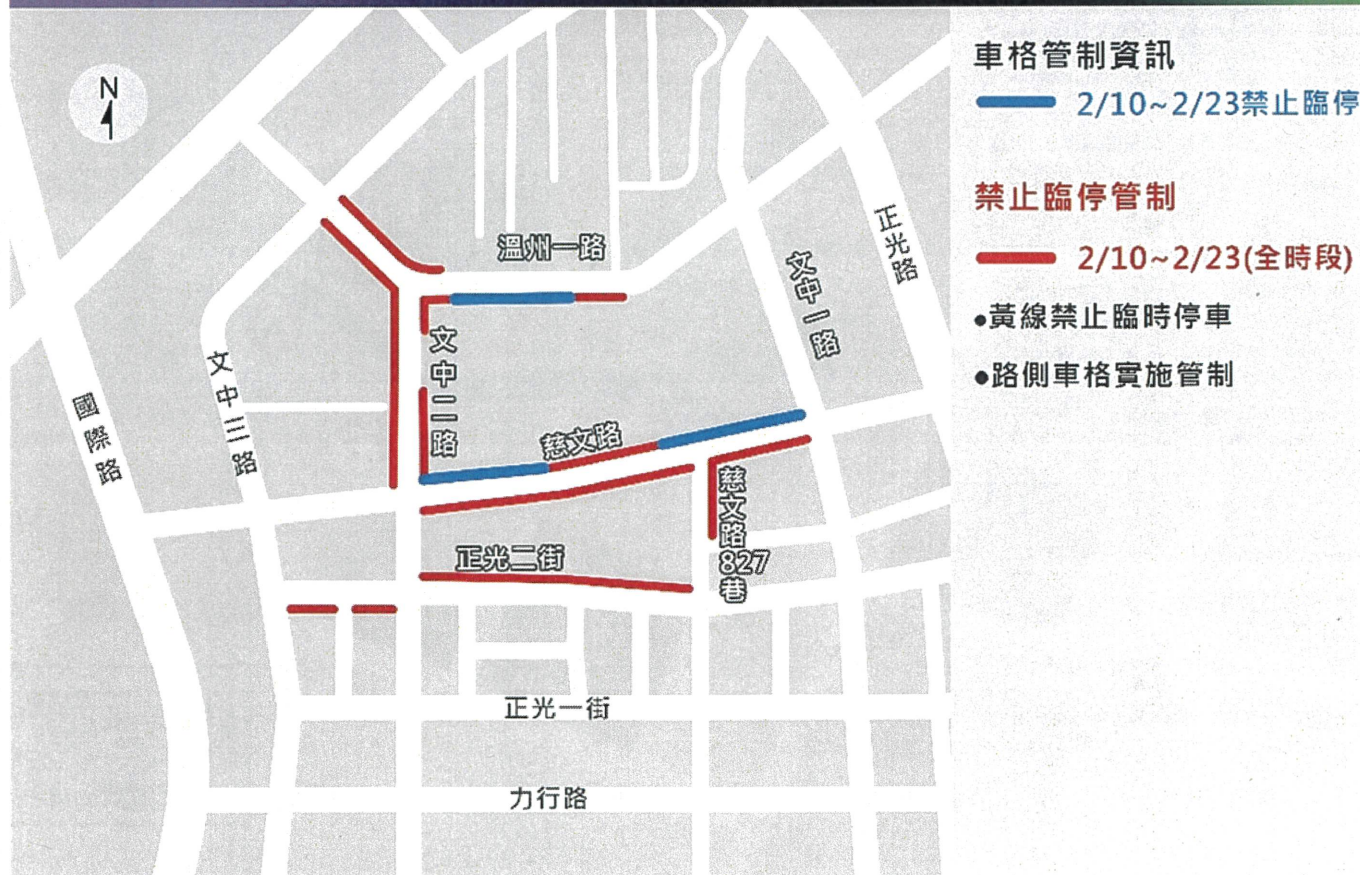 N
溫州一路
正光路
文中一路
文中二路
文中三路
國際路
慈文路
慈文路827巷
正光二街
正光一街
力行路
車格管制資訊
2/10~2/23禁止臨停
禁止臨停管制
2/10~2/23(全時段)
●黃線禁止臨時停車
●路側車格實施管制